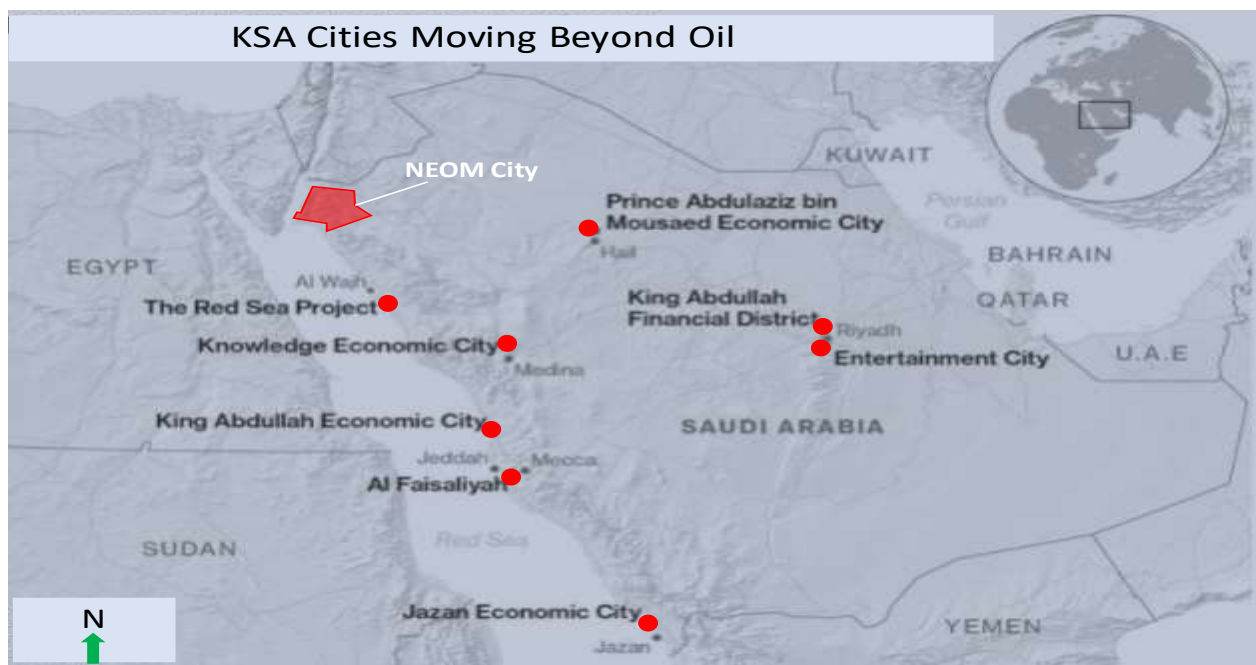 KSA Cities Moving Beyond Oil
NEOM City
KUWAIT
Prince Abdulaziz bin
Mousaed Economic City
Hail
Persian
Gulf
BAHRAIN
EGYPT
Al Wajh
The Red Sea Project
King Abdullah
Financial District
Riyadh
QATAR
Knowledge Economic City
Medina
Entertainment City
U.A.E
King Abdullah Economic City
SAUDI ARABIA
Jeddah
Mecca
Al Faisaliyah
SUDAN
Red Sea
N
Jazan Economic City
Jazan
YEMEN